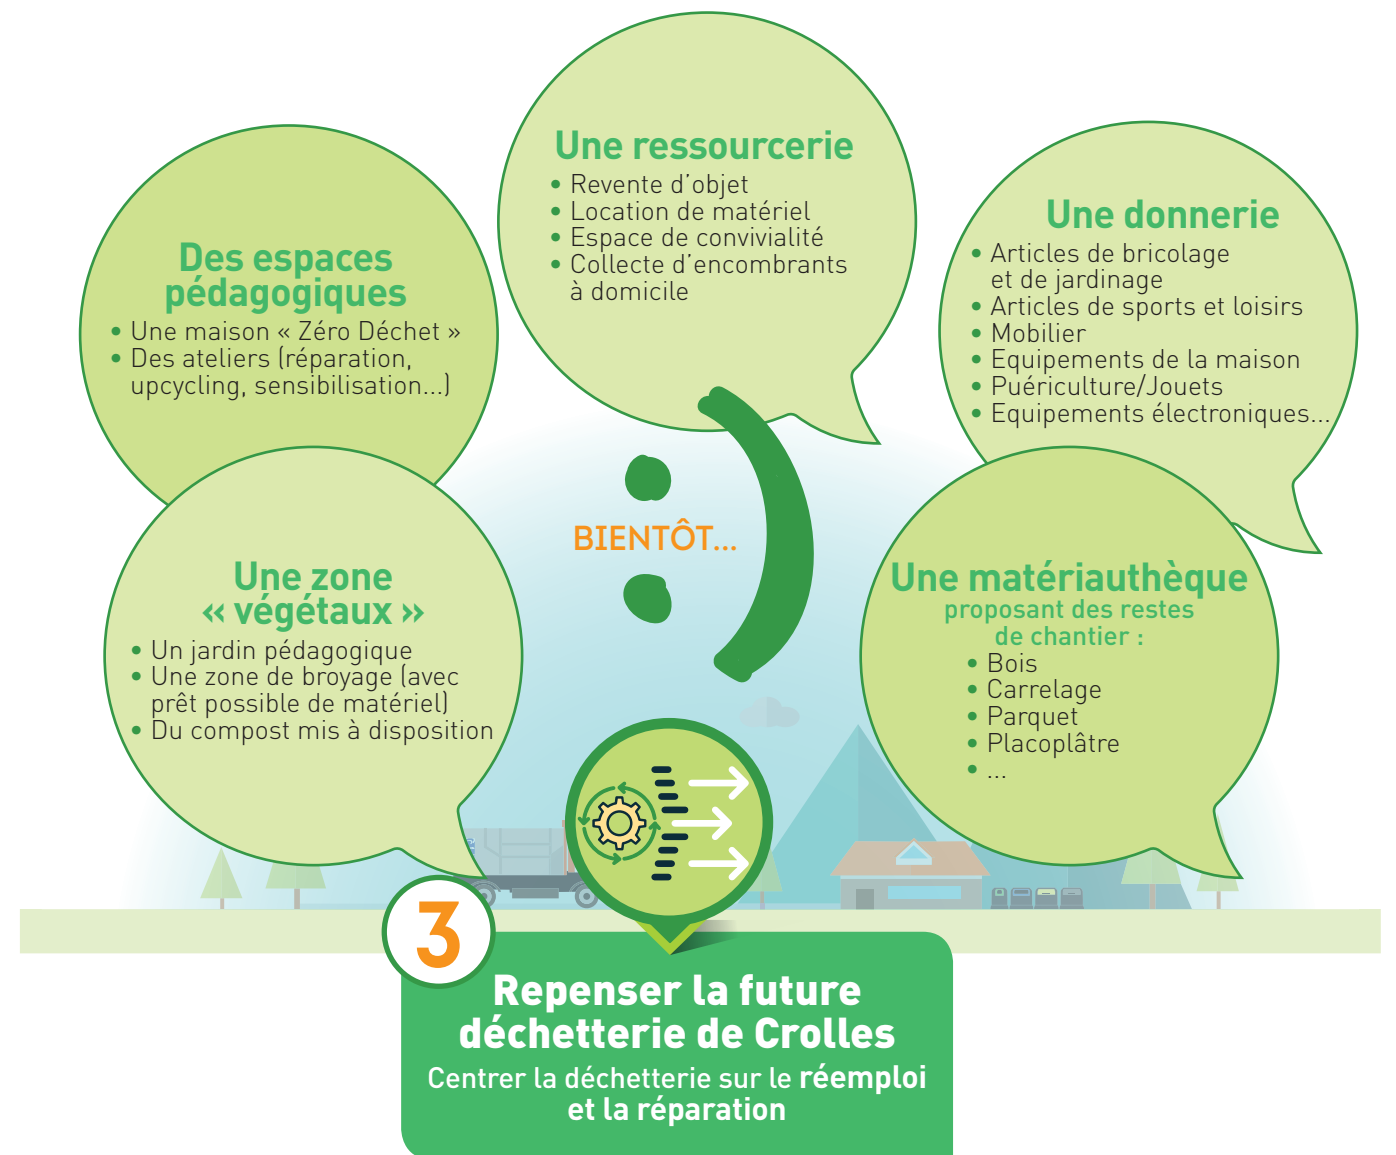 Une ressourcerie
• Revente d'objet
• Location de matériel
• Espace de convivialité
• Collecte d'encombrants
à domicile
Des espaces
pédagogiques
• Une maison « Zéro Déchet »
• Des ateliers (réparation,
upcycling, sensibilisation...)
Une donnerie
• Articles de bricolage
et de jardinage
• Articles de sports et loisirs
• Mobilier
• Equipements de la maison
• Puériculture/Jouets
• Equipements électroniques...
BIENTÔT...
Une zone
« végétaux »
• Un jardin pédagogique
• Une zone de broyage (avec
prêt possible de matériel)
• Du compost mis à disposition
Une matériauthèque
proposant des restes
de chantier :
• Bois
• Carrelage
• Parquet
• Placoplâtre
• ...
3
Repenser la future
déchetterie de Crolles
Centrer la déchetterie sur le réemploi
et la réparation